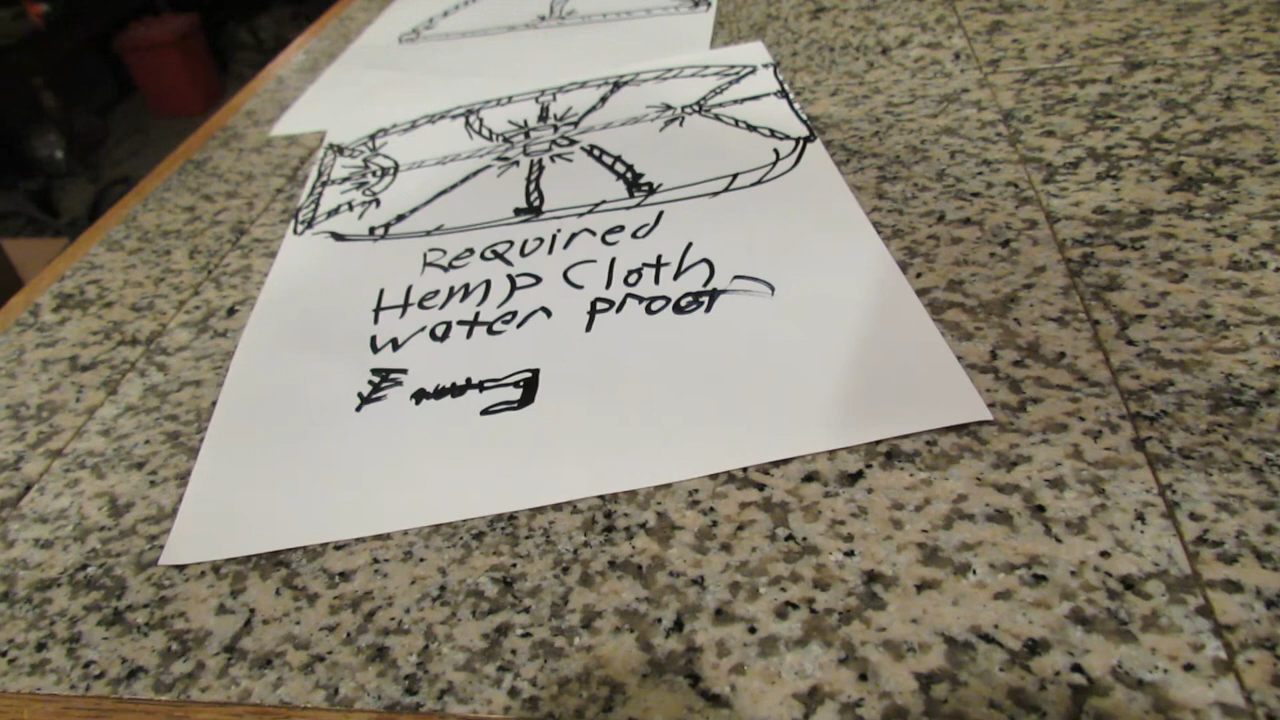 Required
Hemp Cloth
water proof